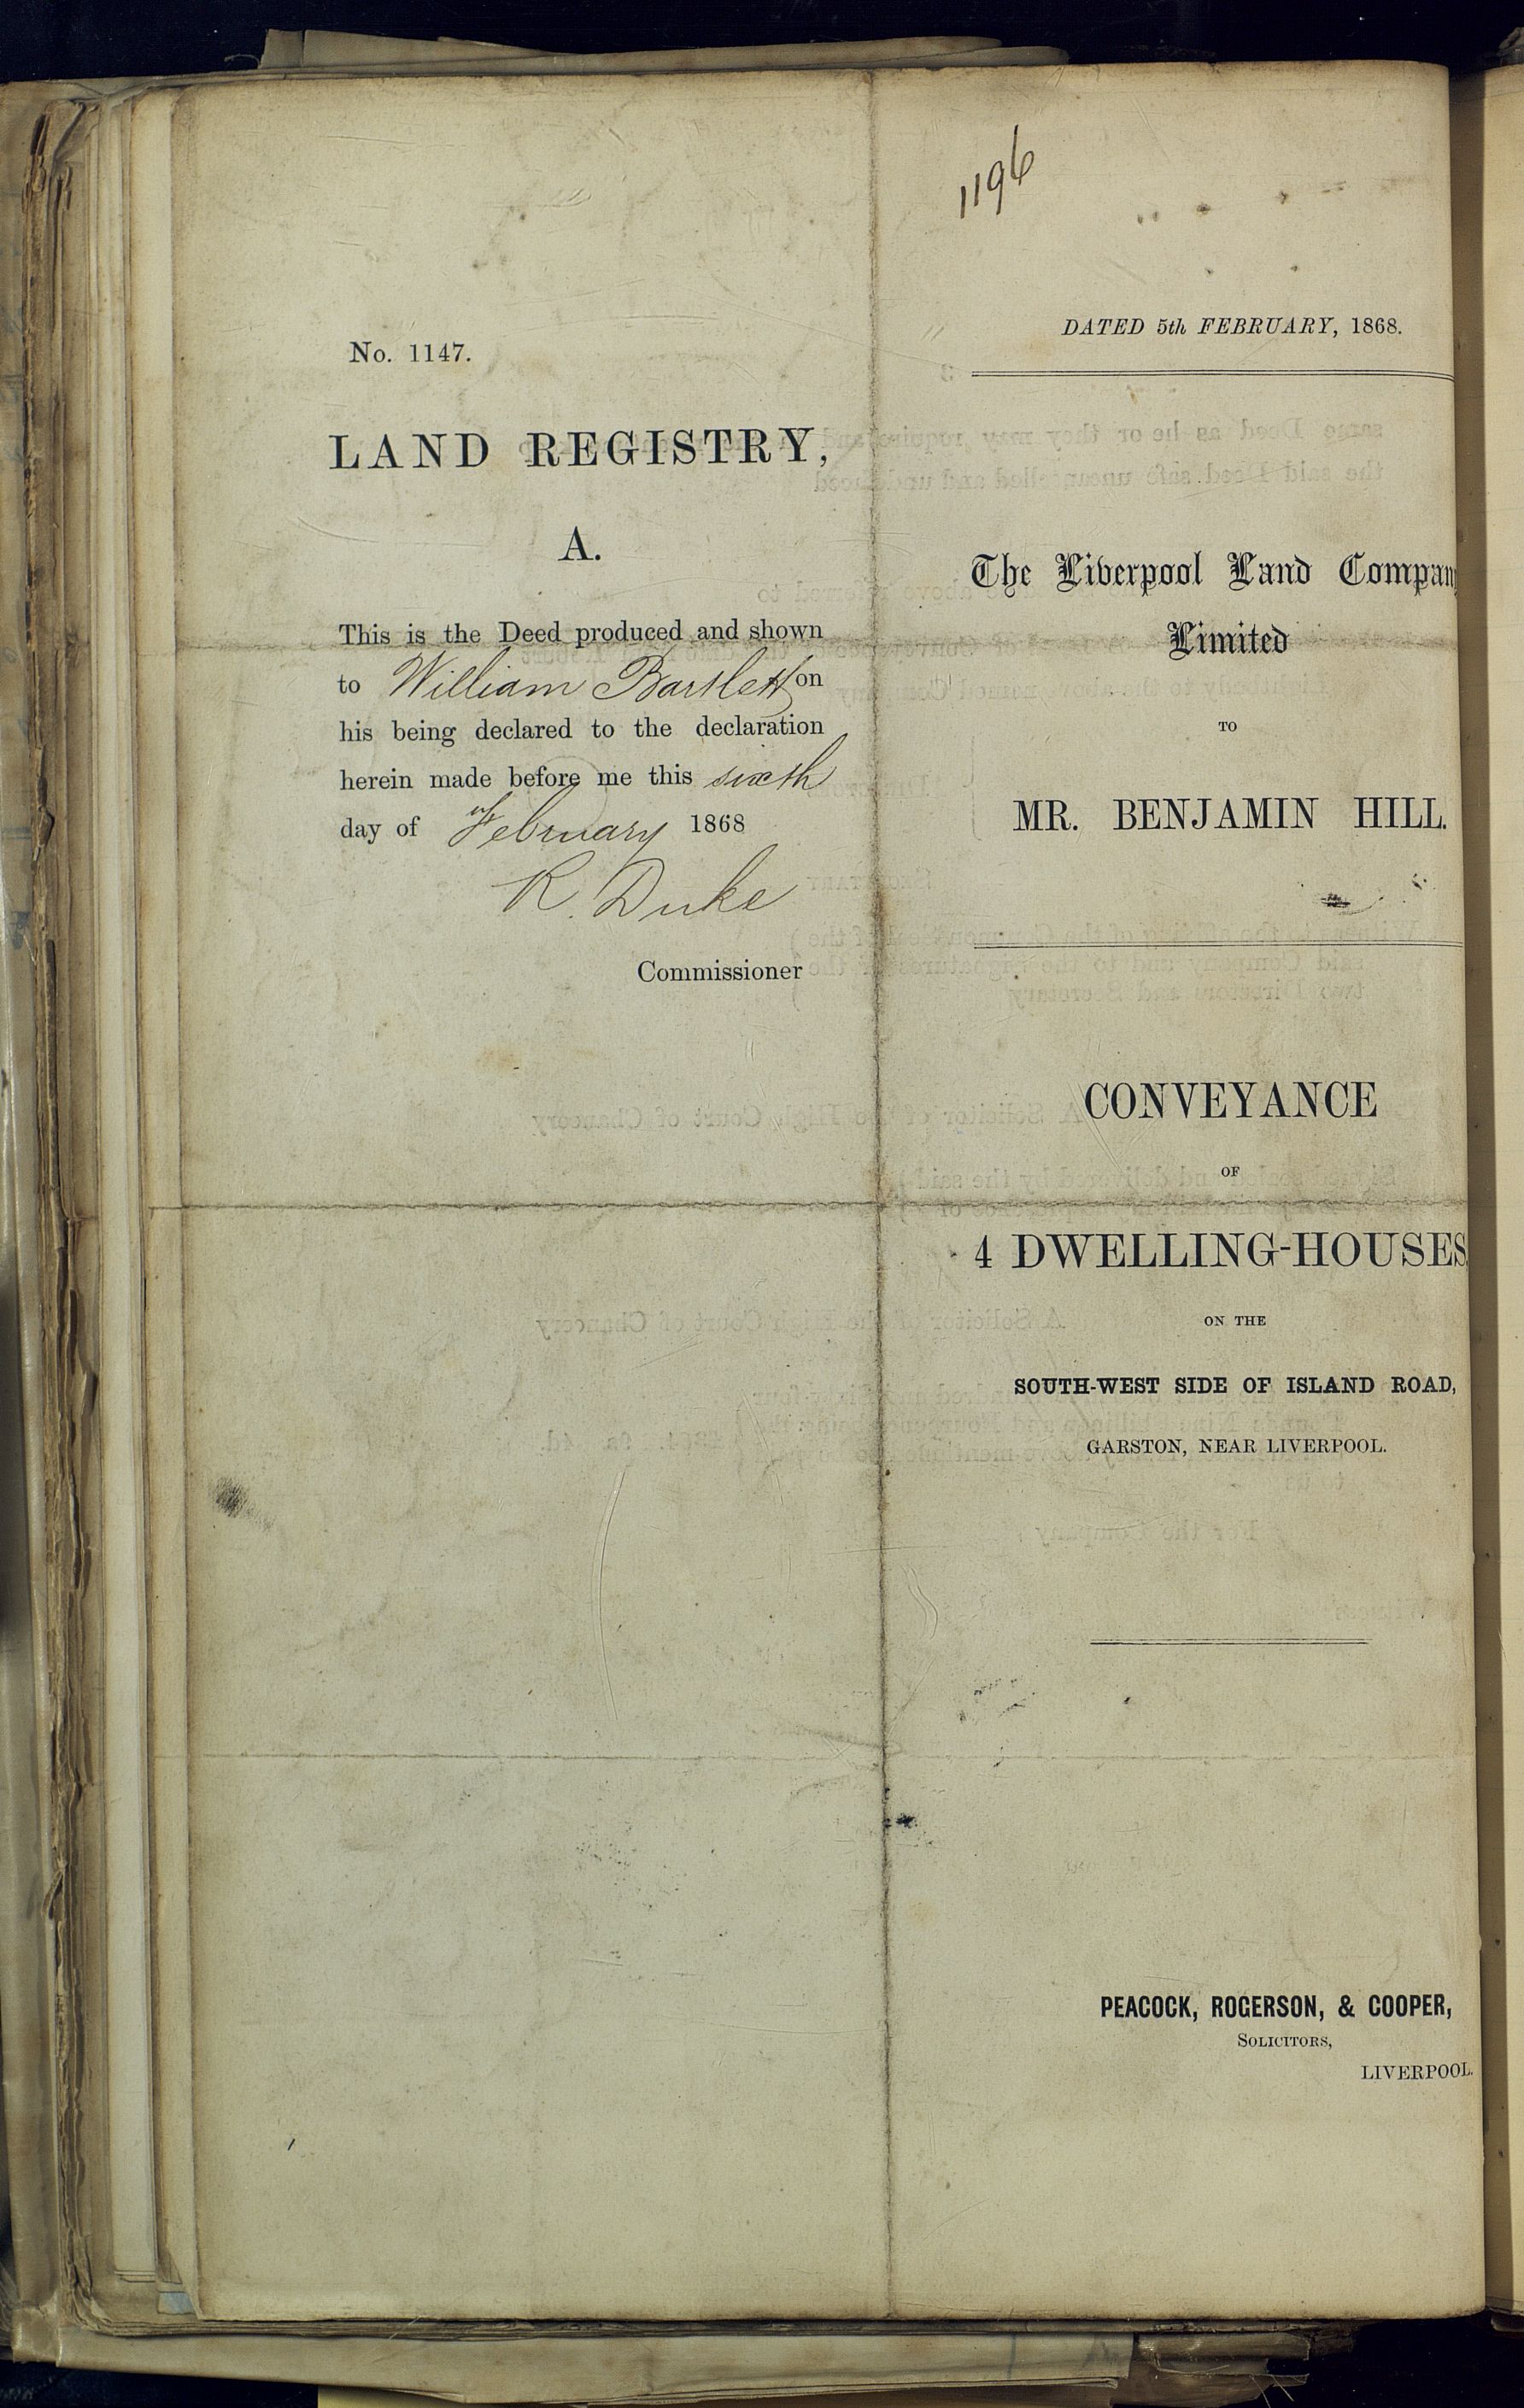 No. 1147.
LAND REGISTRY,
A.
This is the Deed produced and shown
to William Bartlett on
his being declared to the declaration
herein made before me this sixth
day of February 1868
R. Duke
Commissioner
1196
DATED 5th FEBRUARY, 1868.
The Liverpool Land Compan
Limited
TO
MR. BENJAMIN HILL.
CONVEYANCE
OF
4 DWELLING-HOUSES,
ON THE
SOUTH-WEST SIDE OF ISLAND ROAD,
GARSTON, NEAR LIVERPOOL.
PEACOCK, ROGERSON, & COOPER,
SOLICITORS,
LIVERPOOL.